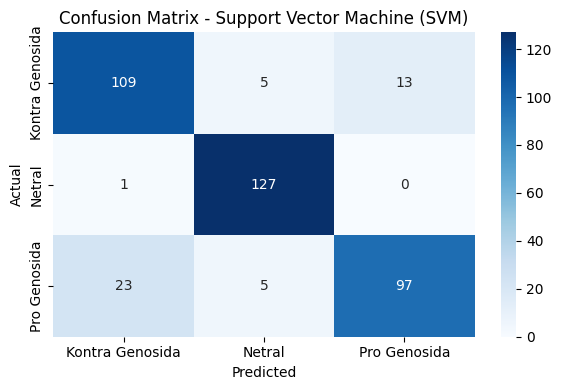 Confusion Matrix - Support Vector Machine (SVM)
Actual
Kontra Genosida
109 5 13
Netral
1 127 0
Pro Genosida
23 5 97
Kontra Genosida Netral Pro Genosida
Predicted
120
100
80
60
40
20
0